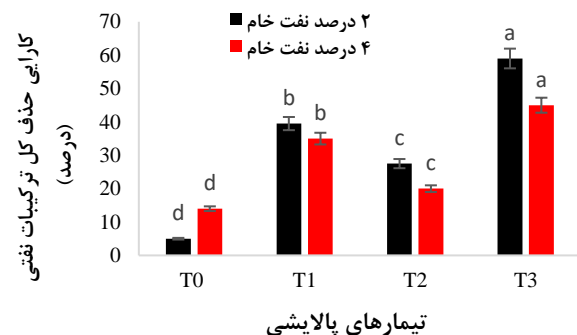 ۲ درصد نفت خام
۴ درصد نفت خام
کارایی حذف کل ترکیبات نفتی
(درصد)
70
60
50
40
30
20
10
0
d
d
b
b
c
c
a
a
T0
T1
T2
T3
تیمارهای پالایشی